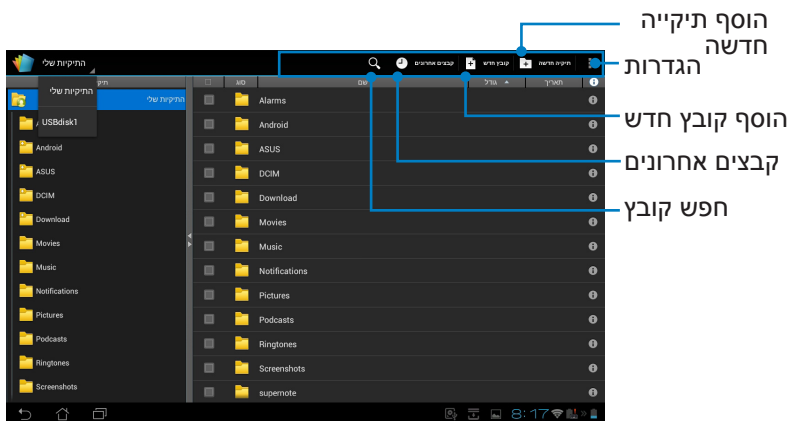 הוסף תיקייה
חדשה
הגדרות
הוסף קובץ חדש
קבצים אחרונים
חפש קובץ
התיקיות שלי
קבצים אחרונים
קובץ חדש
תיקיה חדשה
התיקיות שלי
USBdisk1
תיק
סוג
שם
גודל
תאריך
התיקיות שלי
A
Android
ASUS
DCIM
Download
Movies
Music
Notifications
Pictures
Podcasts
Ringtones
Screenshots
Alarms
Android
ASUS
DCIM
Download
Movies
Music
Notifications
Pictures
Podcasts
Ringtones
Screenshots
supernote
8:17